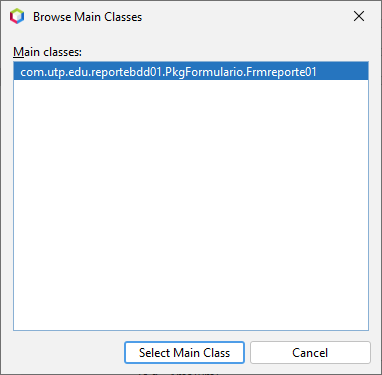 Browse Main Classes
Main classes:
com.utp.edu.reportebdd01.PkgFormulario.Frmreporte01
Select Main Class
Cancel